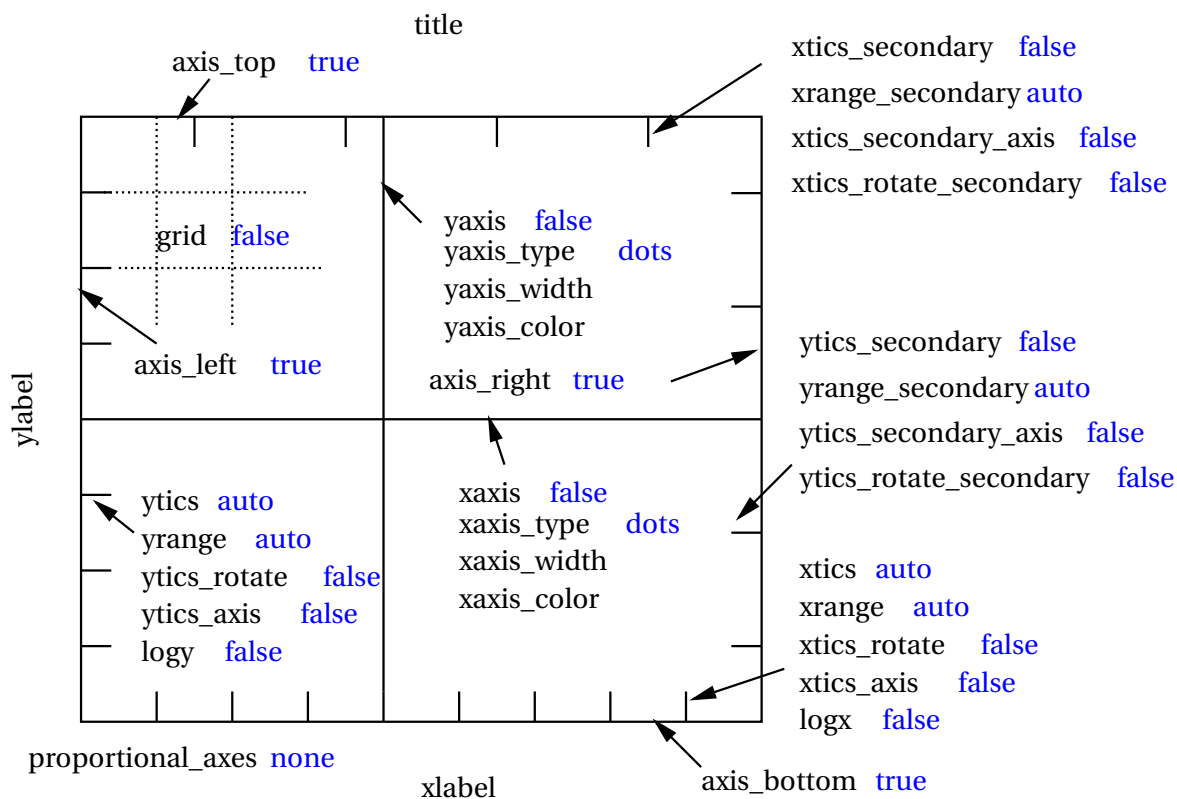 title
axis_top true
xtics_secondary false
xrange_secondary auto
xtics_secondary_axis false
xtics_rotate_secondary false
grid false
yaxis false
yaxis_type dots
yaxis_width
yaxis_color
axis_left true
axis_right true
ytics_secondary false
yrange_secondary auto
ytics_secondary_axis false
ytics_rotate_secondary false
ylabel
ytics auto
yrange auto
ytics_rotate false
ytics_axis false
logy false
xaxis false
xaxis_type dots
xaxis_width
xaxis_color
xtics auto
xrange auto
xtics_rotate false
xtics_axis false
logx false
proportional_axes none
xlabel
axis_bottom true